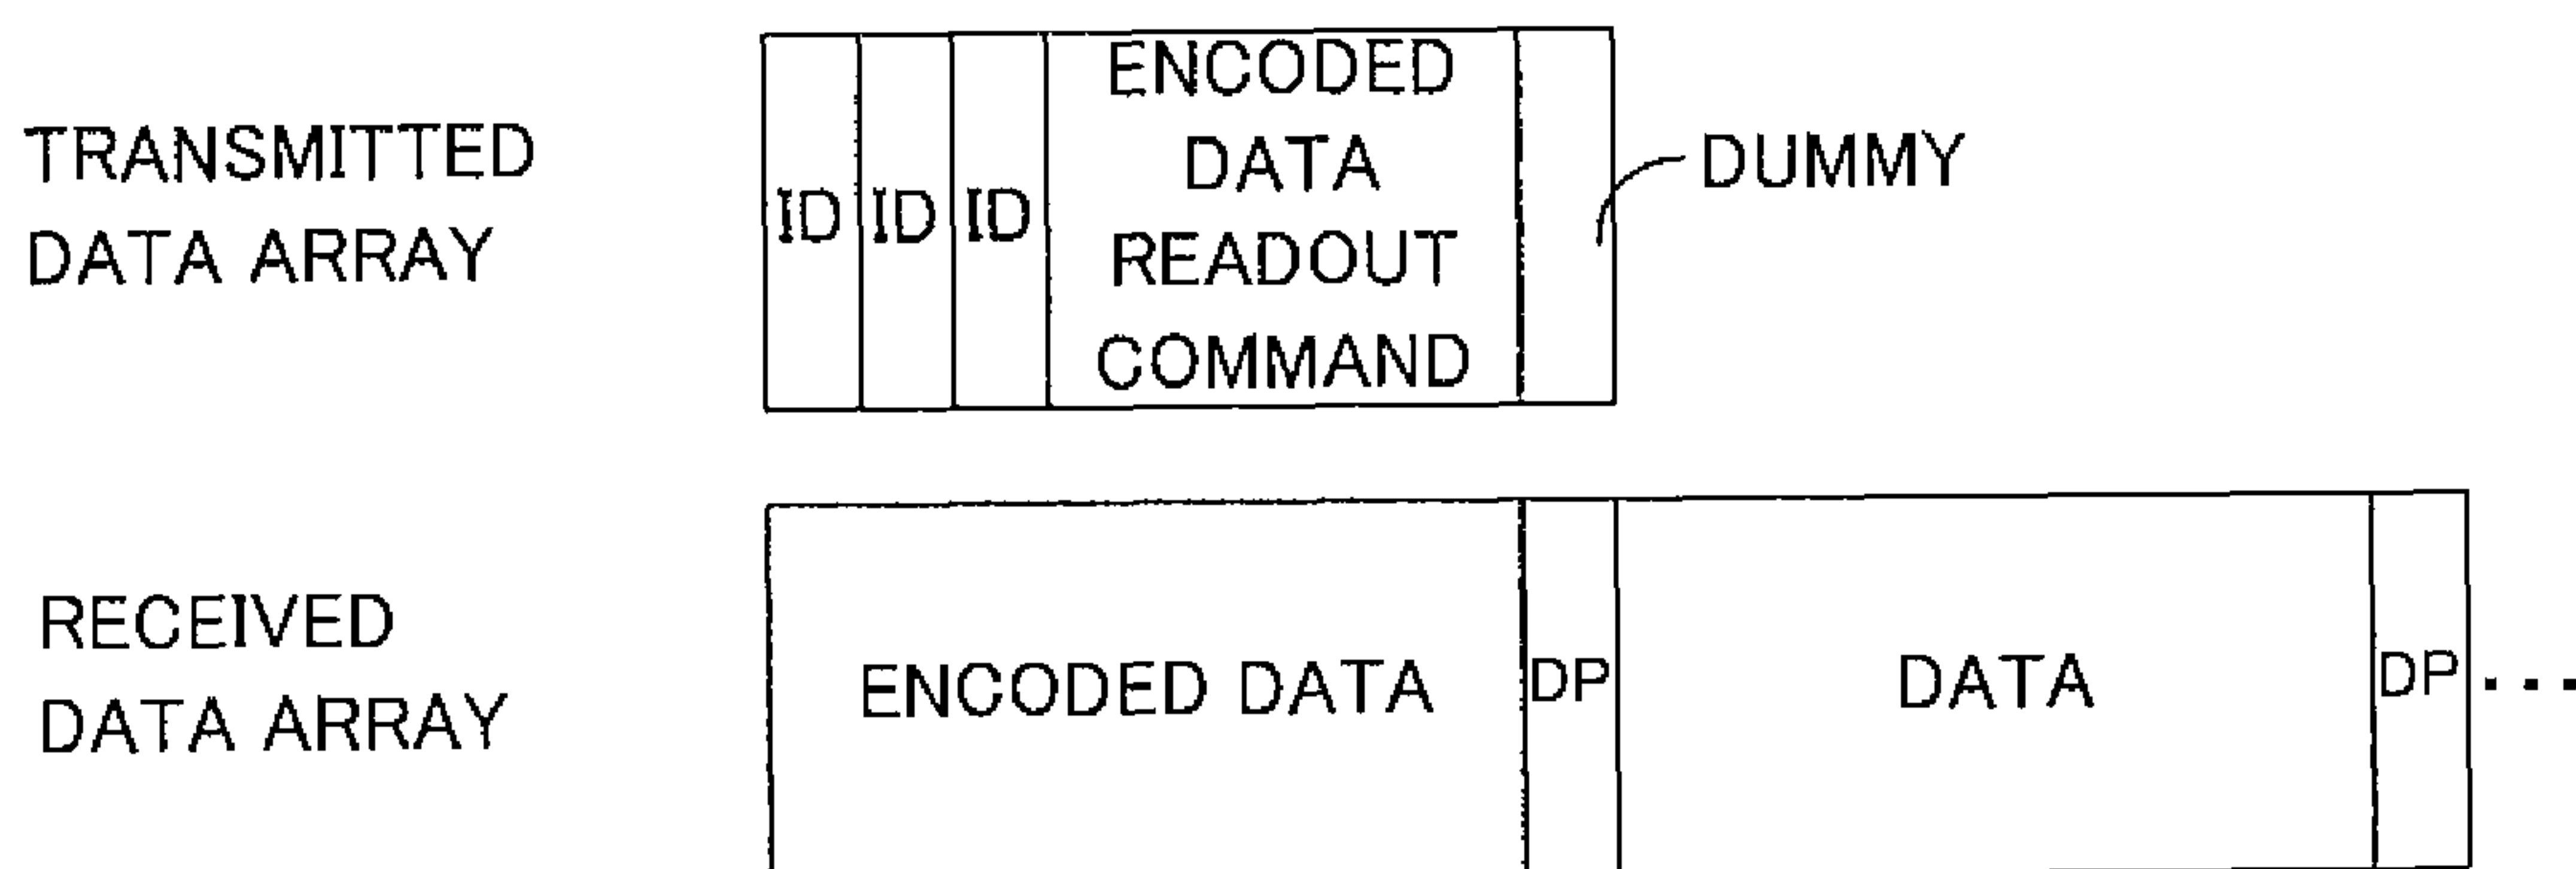 TRANSMITTED
DATA ARRAY
ID ID ID
ENCODED
DATA
READOUT
COMMAND
DUMMY
RECEIVED
DATA ARRAY
ENCODED DATA DP DATA DP ...